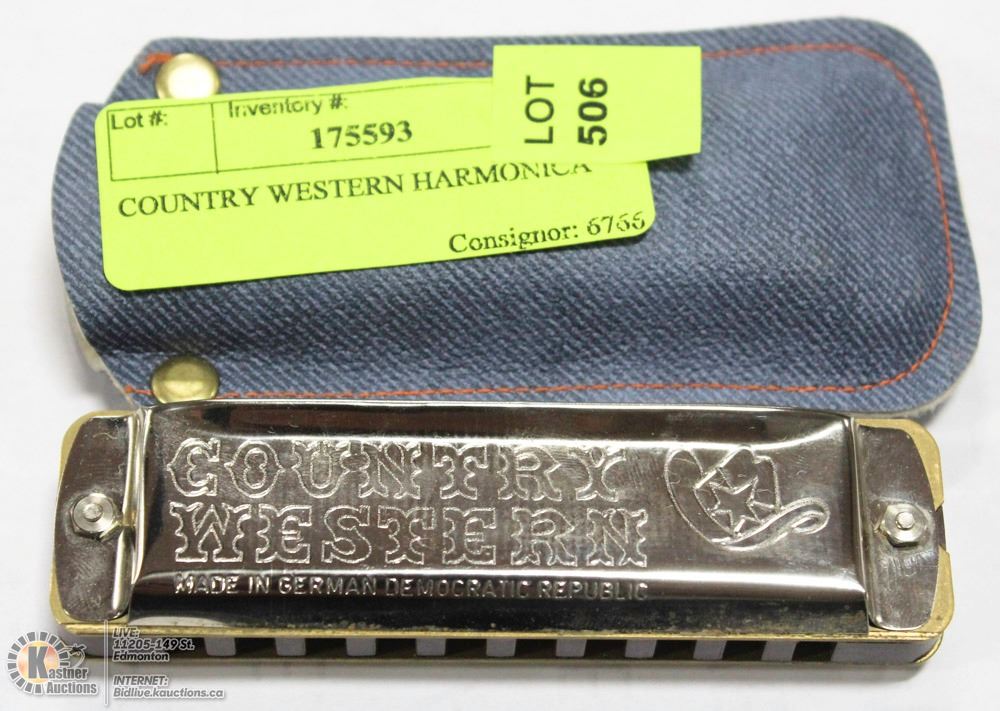 Lot #:
Inventory #:
175593
LOT
506
COUNTRY WESTERN HARMONICA
Consignor: 6766
COUNTRY
WESTERN
MADE IN GERMAN DEMOCRATIC REPUBLIC
K
Kastner
Auctions
LIVE:
11205-149 St.
Edmonton
INTERNET:
Bidlive.kauctions.ca